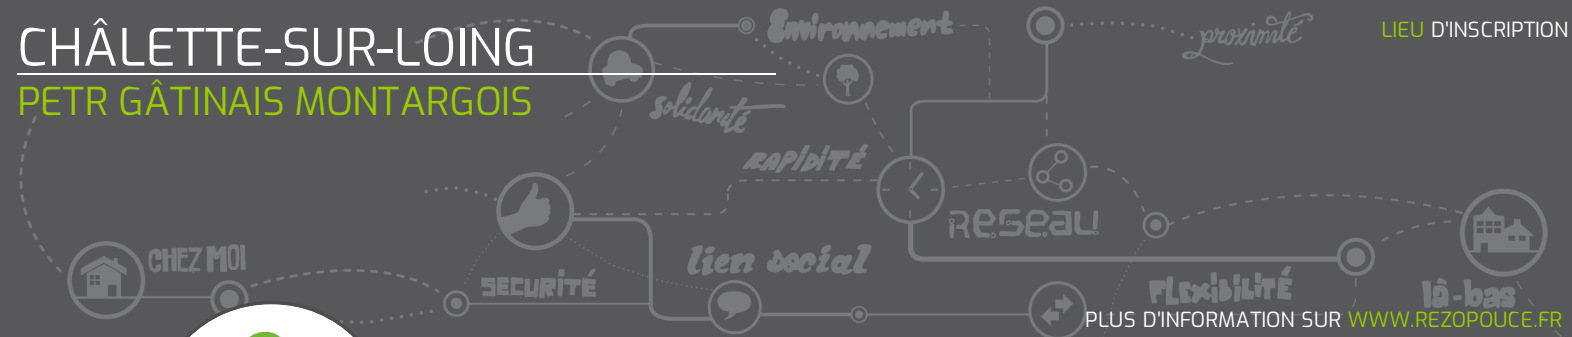 CHÂLETTE-SUR-LOING
PETR GÂTINAIS MONTARGOIS
LIEU D'INSCRIPTION
Environnement
proximité
solidarité
RAPIDITÉ
RESEAU
CHEZ MOI
SECURITÉ
lien social
FLEXIBILITÉ
là-bas
PLUS D'INFORMATION SUR WWW.REZOPOUCE.FR